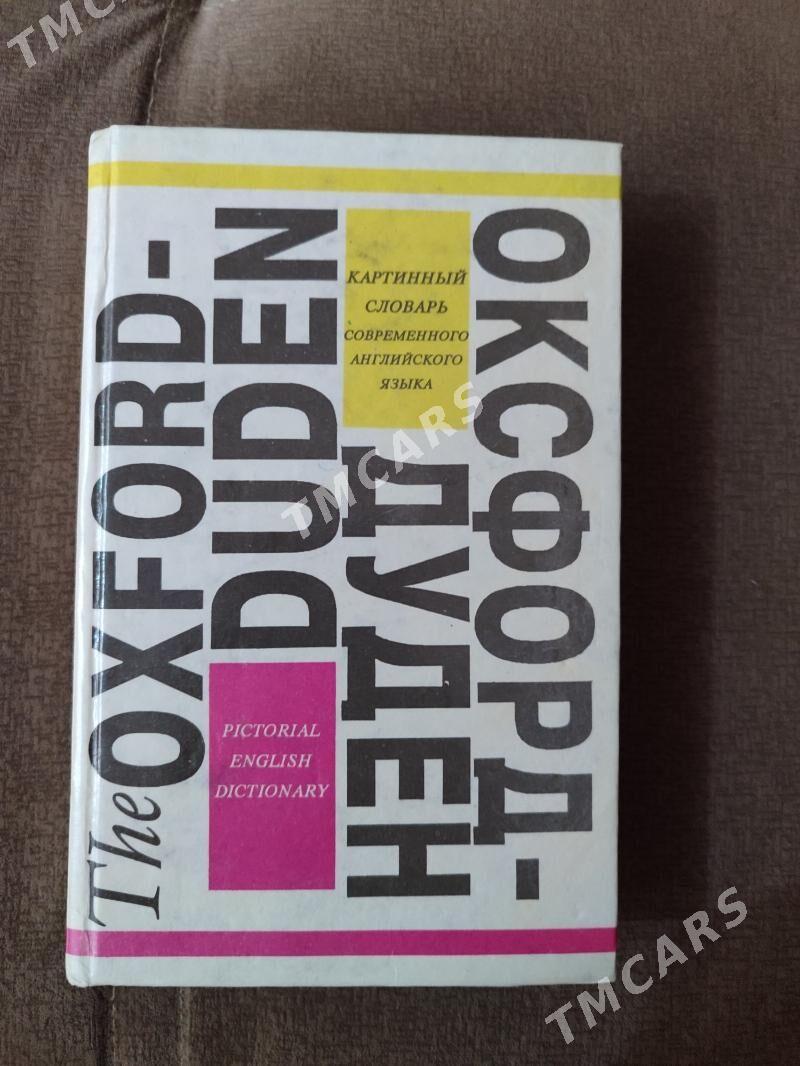 TMCARS
The OXFORD-
DUDEN
PICTORIAL
ENGLISH
DICTIONARY
КАРТИННЫЙ
СЛОВАРЬ
СОВРЕМЕННОГО
АНГЛИЙСКОГО
ЯЗЫКА
ОКСФОРД-
ДУДЕН
TMCARS
TMCARS